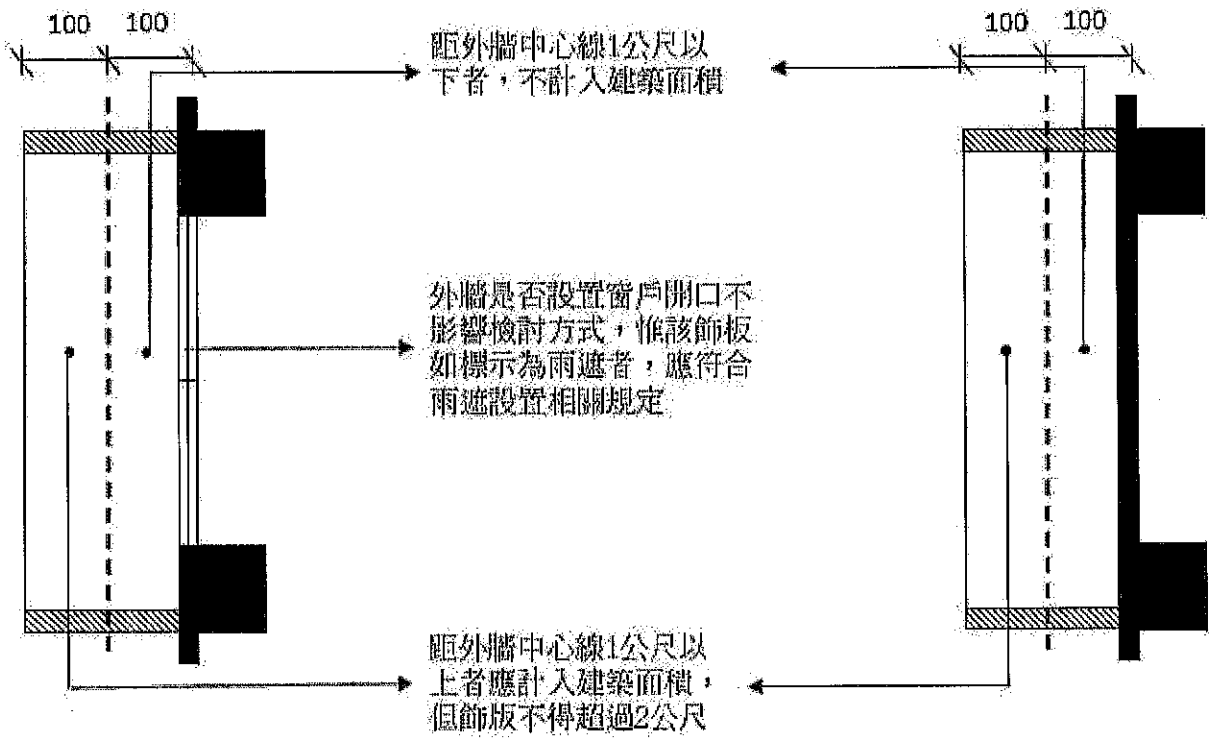 100 100
100 100
距外牆中心線1公尺以
下者，不計入建築面積
外牆是否設置窗戶開口不
影響檢討方式，惟該飾板
如標示為雨遮者，應符合
雨遮設置相關規定
距外牆中心線1公尺以
上者應計入建築面積，
但飾版不得超過2公尺